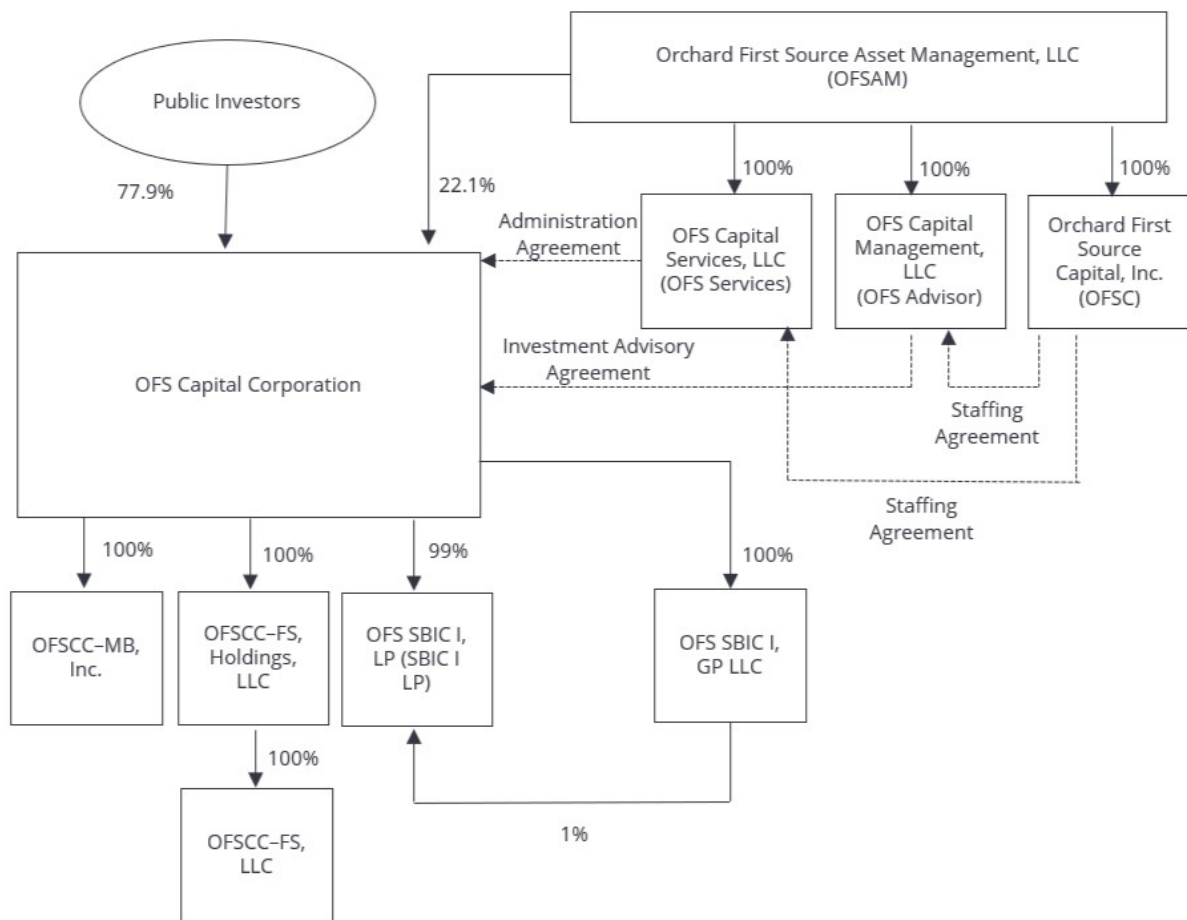 Orchard First Source Asset Management, LLC
(OFSAM)
Public Investors
77.9%
22.1%
100%
100%
100%
Administration
Agreement
OFS Capital
Services, LLC
(OFS Services)
OFS Capital
Management,
LLC
(OFS Advisor)
Orchard First
Source
Capital, Inc.
(OFSC)
Investment Advisory
Agreement
OFS Capital Corporation
Staffing
Agreement
Staffing
Agreement
100%
100%
99%
100%
OFSCC–MB,
Inc.
OFSCC–FS,
Holdings,
LLC
OFS SBIC I,
LP (SBIC I
LP)
OFS SBIC I,
GP LLC
100%
1%
OFSCC–FS,
LLC